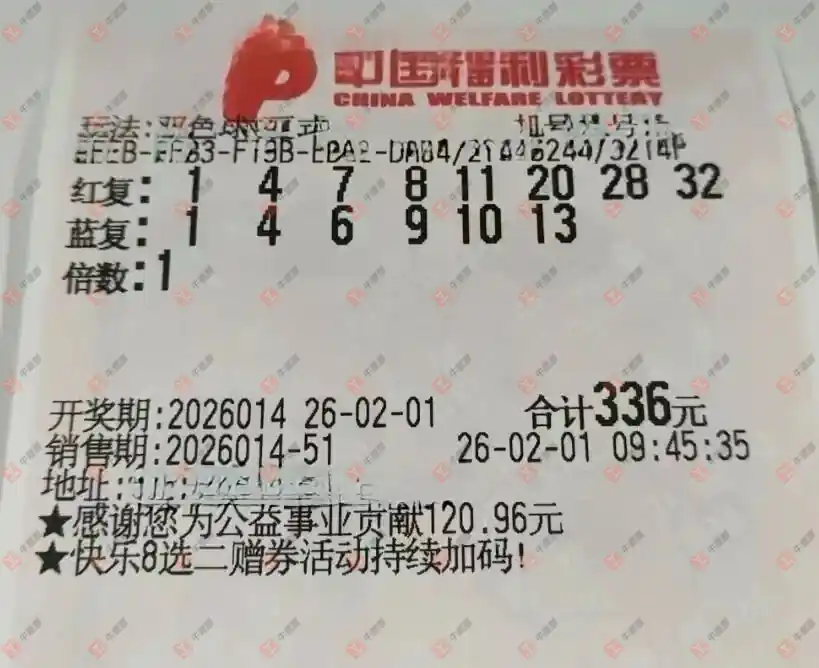 中国福利彩票
CHINA WELFARE LOTTERY
玩法:双色球
红复: 1 4 7 8 11 20 28 32
蓝复: 1 4 6 9 10 13
倍数:1
开奖期:2026014 26-02-01 合计336元
销售期:2026014-51 26-02-01 09:45:35
地址:
★感谢您为公益事业贡献120.96元
★快乐8选二赠券活动持续加码!